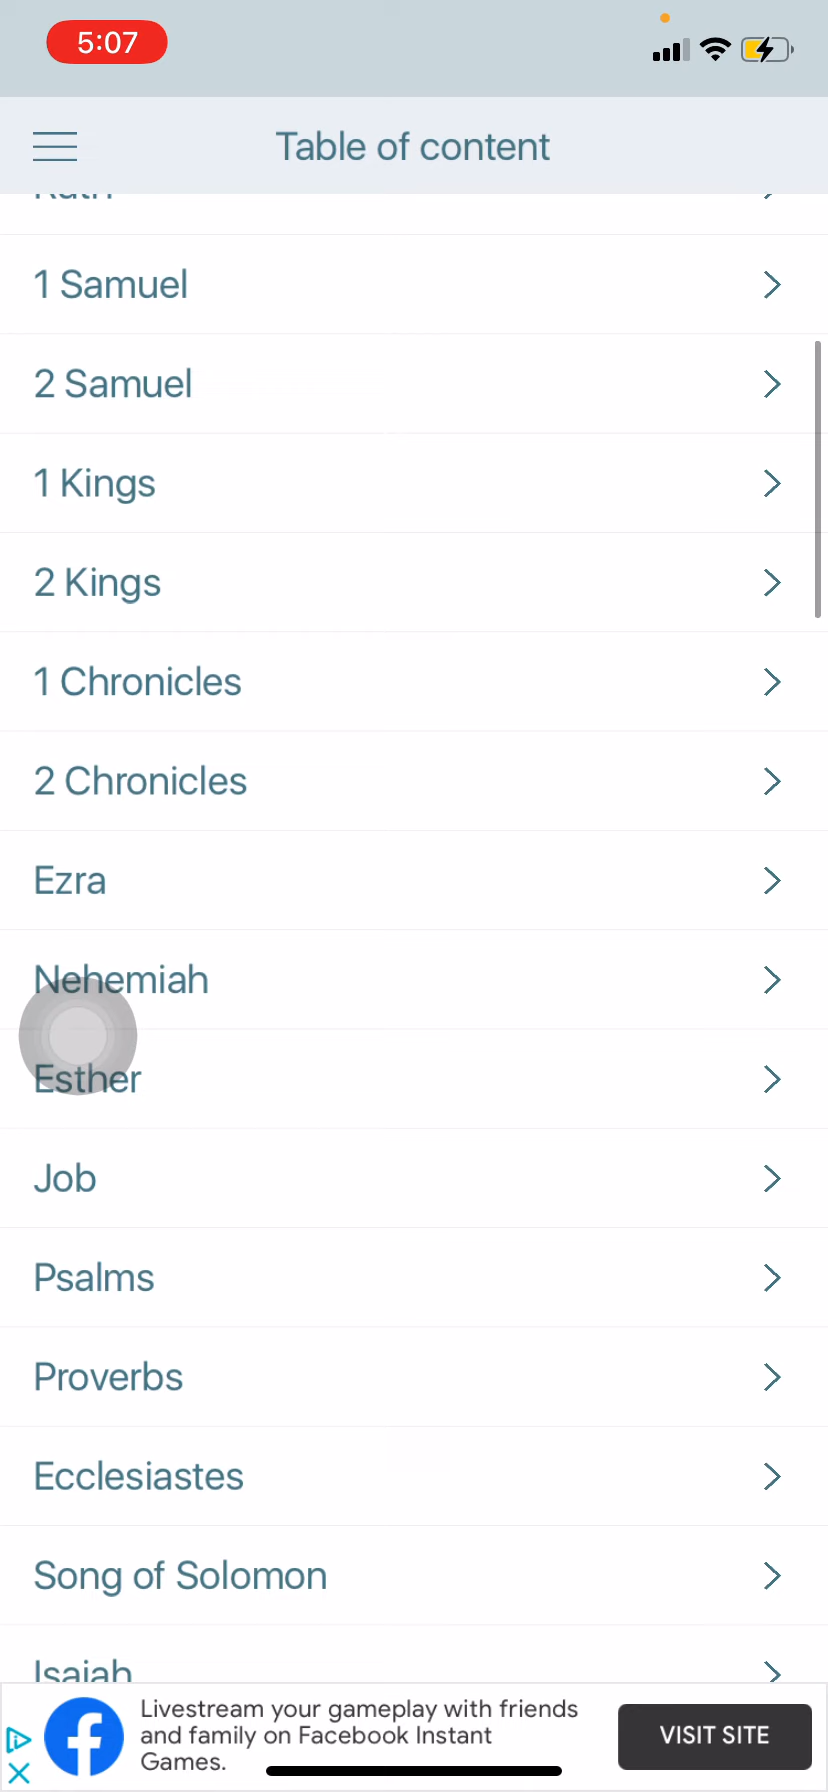 5:07
Table of content
Ruth
1 Samuel
2 Samuel
1 Kings
2 Kings
1 Chronicles
2 Chronicles
Ezra
Nehemiah
Esther
Job
Psalms
Proverbs
Ecclesiastes
Song of Solomon
Isaiah
Livestream your gameplay with friends
and family on Facebook Instant
Games.
VISIT SITE